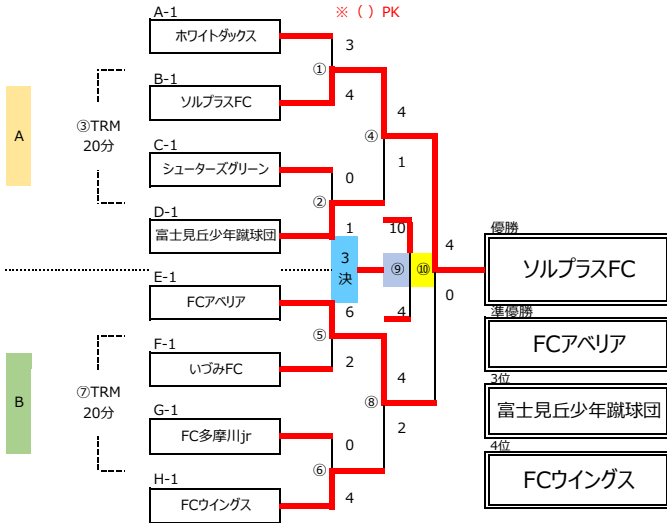 ※ ( ) PK
A-1
ホワイトダックス
3
①
B-1
ソルプラスFC
4
4
A
③TRM
20分
④
C-1
シューターズグリーン
0
1
②
D-1
富士見丘少年蹴球団
1
10
優勝
4
ソルプラスFC
3
決
⑨
⑩
0
E-1
FCアベリア
6
4
準優勝
FCアベリア
⑤
F-1
いづみFC
2
4
3位
富士見丘少年蹴球団
B
⑦TRM
20分
⑧
G-1
FC多摩川jr
0
2
4位
FCウイングス
⑥
H-1
FCウイングス
4